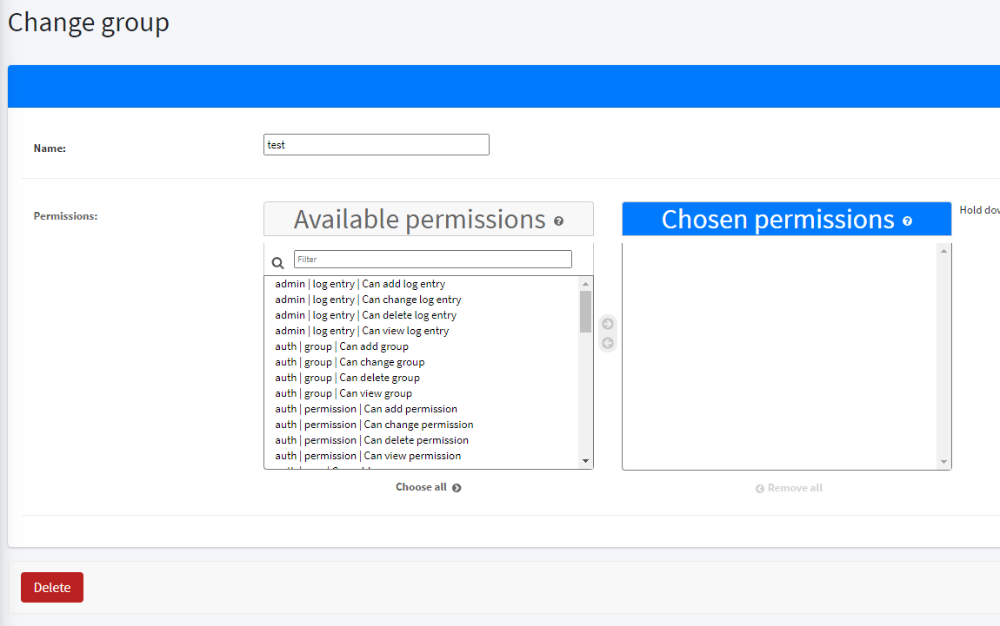 Change group
Name:
test
Permissions:
Available permissions ?
Chosen permissions ?
Hold dow
Filter
admin | log entry | Can add log entry
admin | log entry | Can change log entry
admin | log entry | Can delete log entry
admin | log entry | Can view log entry
auth | group | Can add group
auth | group | Can change group
auth | group | Can delete group
auth | group | Can view group
auth | permission | Can add permission
auth | permission | Can change permission
auth | permission | Can delete permission
auth | permission | Can view permission
Choose all
Remove all
Delete